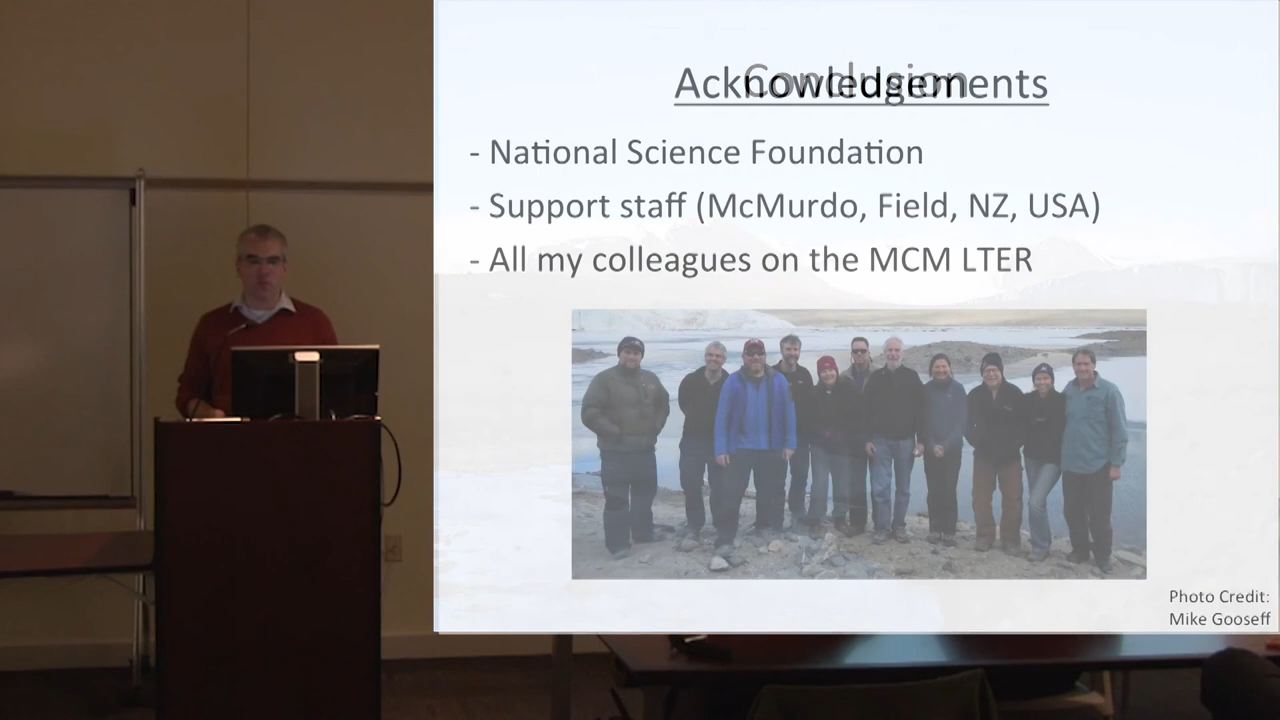 Conclusion
Acknowledgements
- National Science Foundation
- Support staff (McMurdo, Field, NZ, USA)
- All my colleagues on the MCM LTER
Photo Credit:
Mike Gooseff